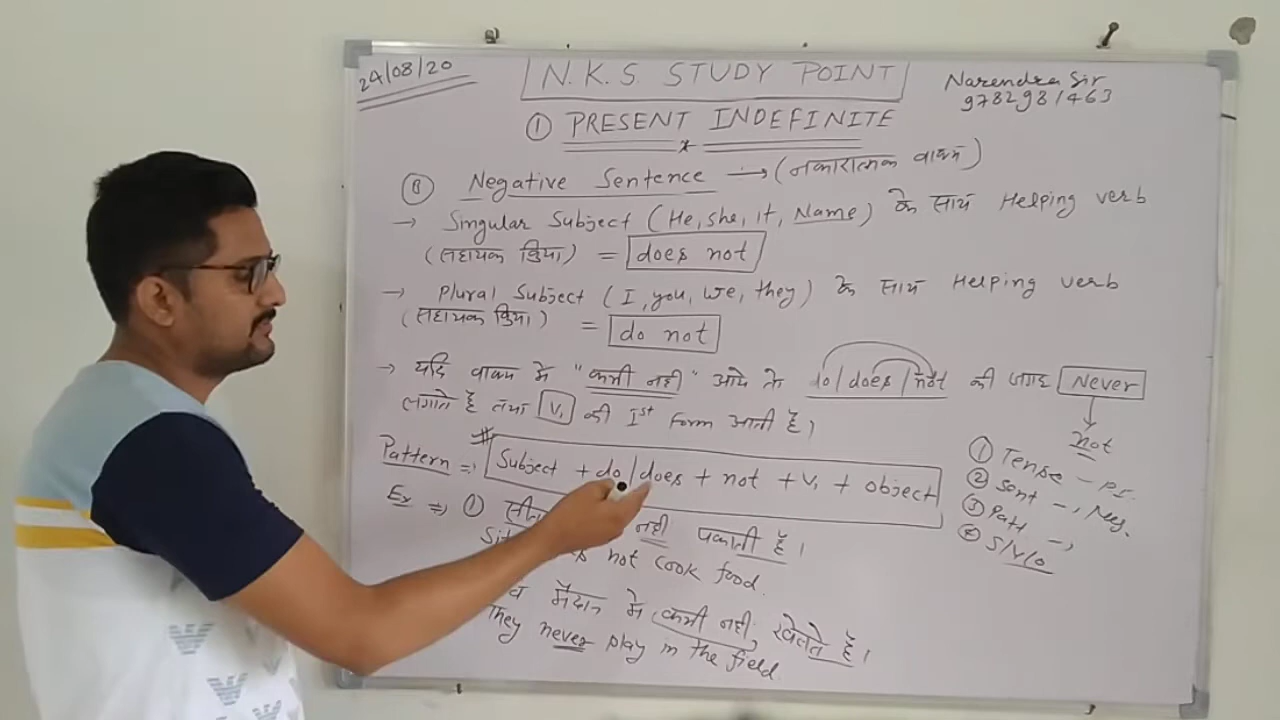 24/08/20
N.K.S. STUDY POINT
Narendra Sir
9782981463
① PRESENT INDEFINITE
Ⓑ Negative Sentence → (नकारात्मक वाक्य)
→ Singular Subject (He, she, it, Name) के साथ Helping verb
(सहायक क्रिया) = does not
→ Plural Subject (I, you, we, they) के साथ Helping verb
(सहायक क्रिया) = do not
→ यदि वाक्य में "कभी नही" आये तो do/does/not की जगह Never
लगाते हैं तथा V₁ की Ist form आती हैं।
not
① Tense - P.I.
② Sent -, Neg.
③ Patt -,
④ S/V/O
Pattern =: Subject + do/does + not + V₁ + object
Ex ⇒ ① नही पकाती है।
not cook food.
मैदान में कभी नही खेलते हैं।
They never play in the field.